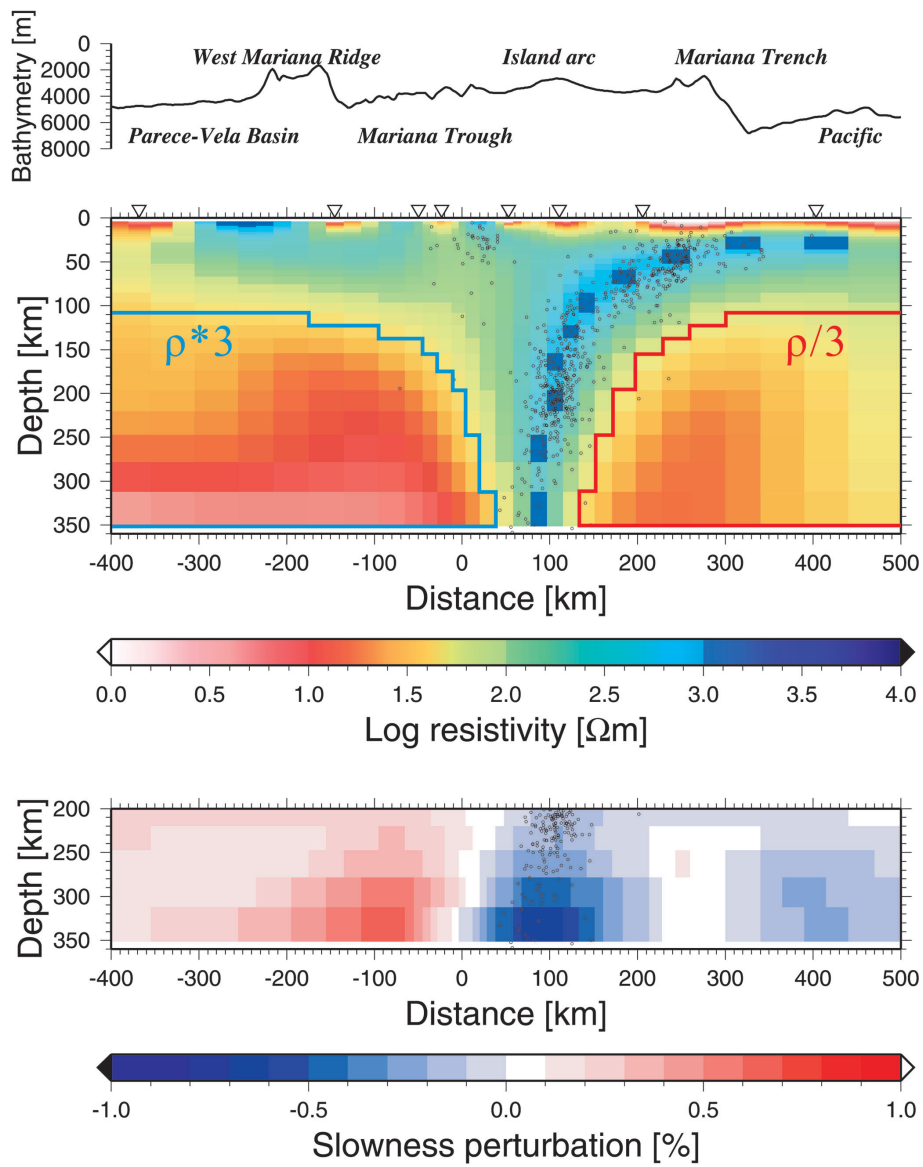 0
2000
4000
6000
8000
Bathymetry [m]
West Mariana Ridge
Island arc
Mariana Trench
Parece-Vela Basin
Mariana Trough
Pacific
0
50
100
150
200
250
300
350
Depth [km]
ρ*3
ρ/3
-400 -300 -200 -100 0 100 200 300 400 500
Distance [km]
0.0 0.5 1.0 1.5 2.0 2.5 3.0 3.5 4.0
Log resistivity [Ωm]
200
250
300
350
Depth [km]
-400 -300 -200 -100 0 100 200 300 400 500
Distance [km]
-1.0 -0.5 0.0 0.5 1.0
Slowness perturbation [%]